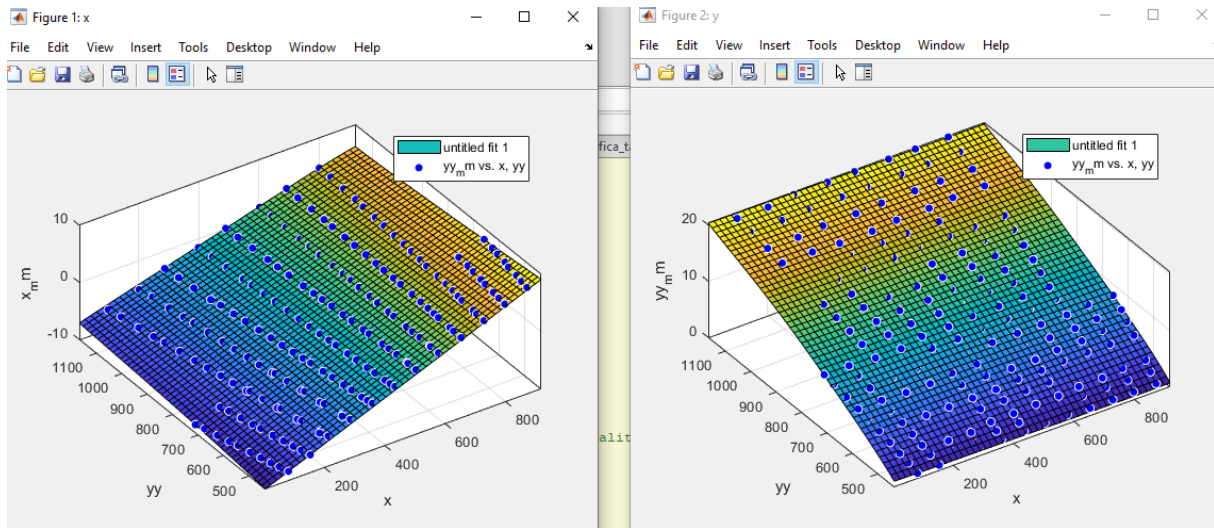 Figure 1: x
File Edit View Insert Tools Desktop Window Help
untitled fit 1
yy_m m vs. x, yy
10
0
-10
x_m m
1100
1000
900
800
700
600
500
yy
200
400
600
800
x
fica_ta
alit
Figure 2: y
File Edit View Insert Tools Desktop Window Help
untitled fit 1
yy_m m vs. x, yy
20
10
0
yy_m m
1100
1000
900
800
700
600
500
yy
200
400
600
800
x